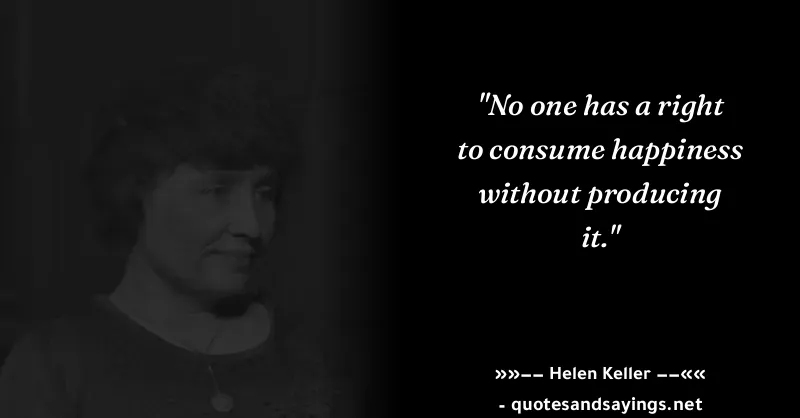 "No one has a right
to consume happiness
without producing
it."
»»−− Helen Keller −−««
- quotesandsayings.net